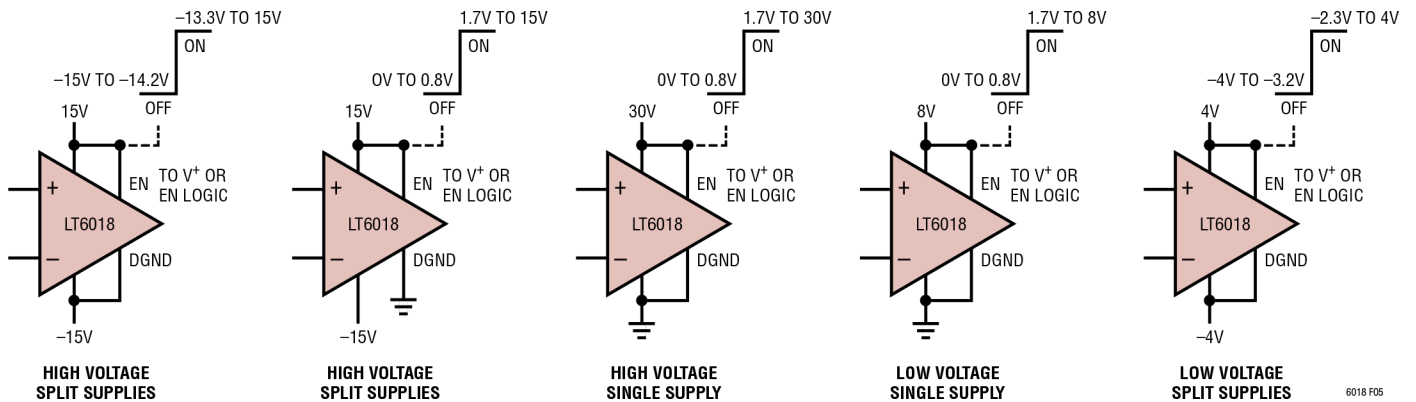 –13.3V TO 15V
ON
–15V TO –14.2V
OFF
15V
+
EN
TO V+ OR
EN LOGIC
LT6018
–
DGND
–15V
HIGH VOLTAGE
SPLIT SUPPLIES
1.7V TO 15V
ON
0V TO 0.8V
OFF
15V
+
EN
TO V+ OR
EN LOGIC
LT6018
–
DGND
–15V
HIGH VOLTAGE
SPLIT SUPPLIES
1.7V TO 30V
ON
0V TO 0.8V
OFF
30V
+
EN
TO V+ OR
EN LOGIC
LT6018
–
DGND
HIGH VOLTAGE
SINGLE SUPPLY
1.7V TO 8V
ON
0V TO 0.8V
OFF
8V
+
EN
TO V+ OR
EN LOGIC
LT6018
–
DGND
LOW VOLTAGE
SINGLE SUPPLY
–2.3V TO 4V
ON
–4V TO –3.2V
OFF
4V
+
EN
TO V+ OR
EN LOGIC
LT6018
–
DGND
–4V
LOW VOLTAGE
SPLIT SUPPLIES
6018 F05